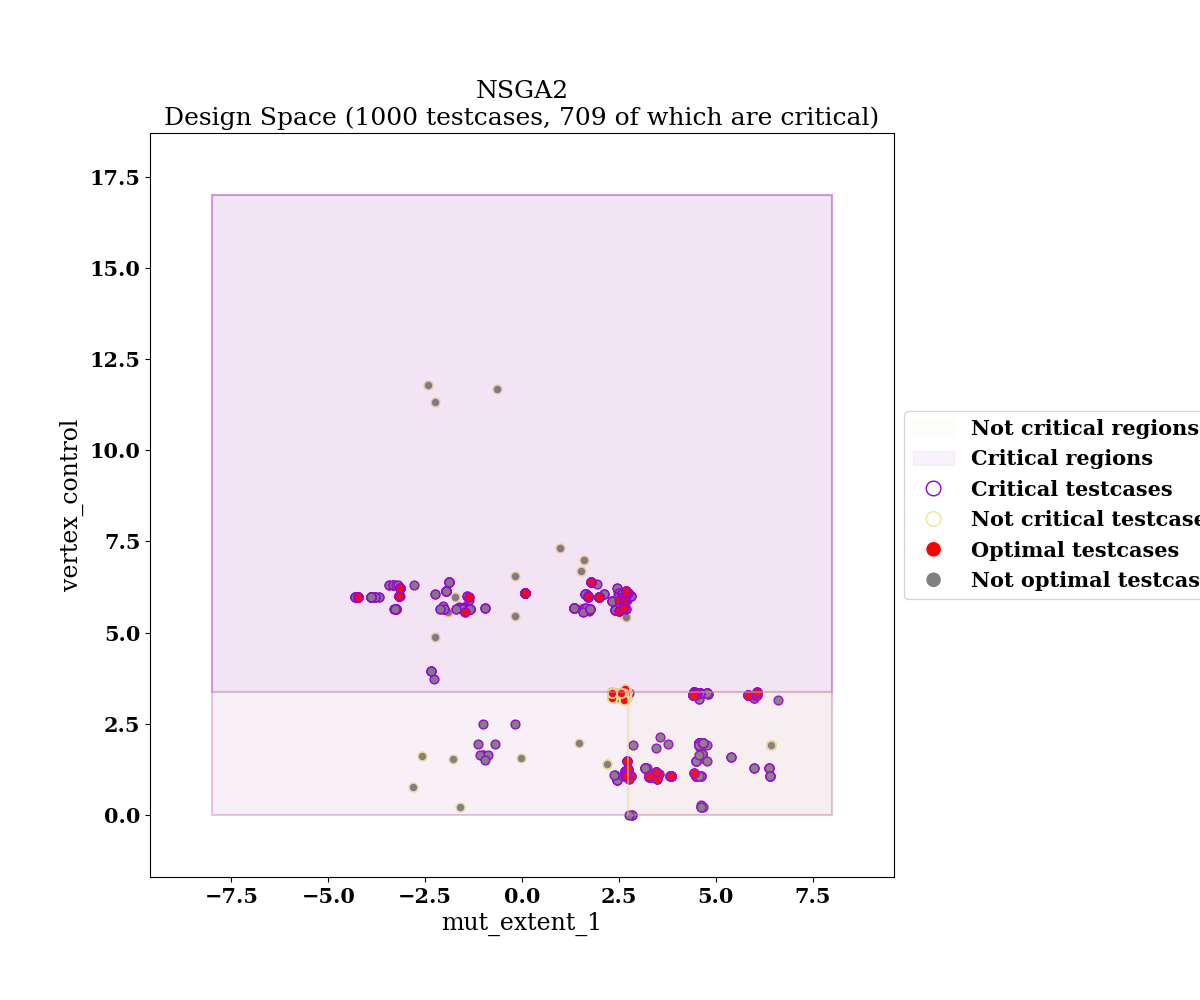 NSGA2
Design Space (1000 testcases, 709 of which are critical)
17.5
15.0
12.5
10.0
7.5
5.0
2.5
0.0
vertex_control
−7.5
−5.0
−2.5
0.0
2.5
5.0
7.5
mut_extent_1
Not critical regions
Critical regions
Critical testcases
Not critical testcase
Optimal testcases
Not optimal testcas